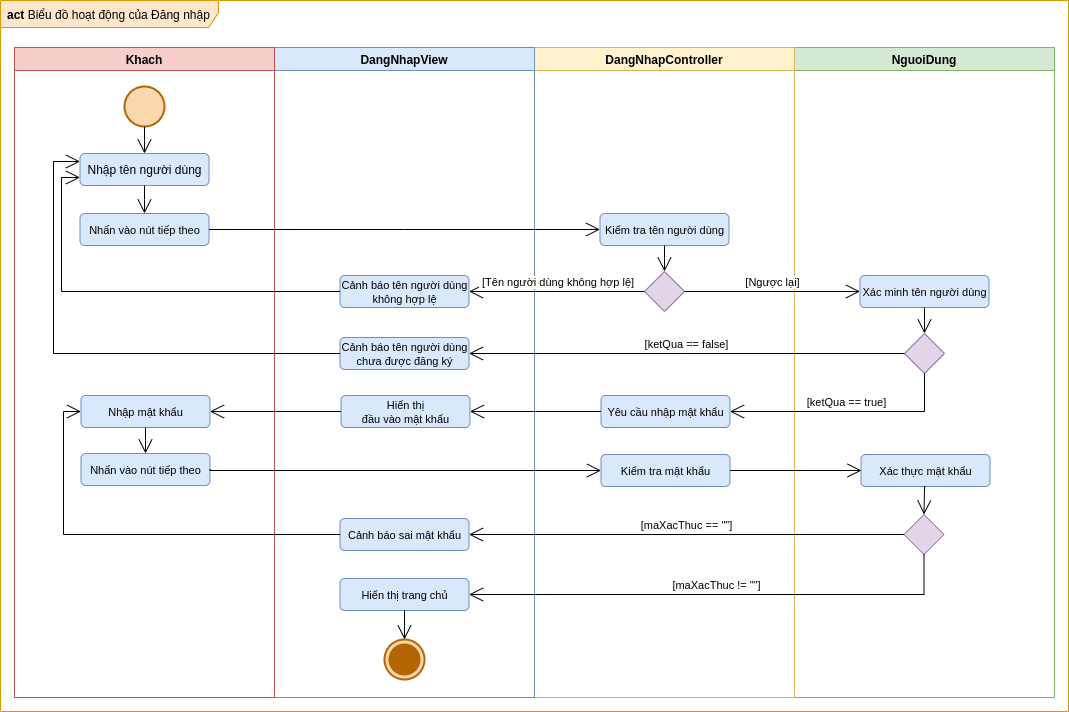 act Biểu đồ hoạt động của Đăng nhập
Khach
DangNhapView
DangNhapController
NguoiDung
Nhập tên người dùng
Nhấn vào nút tiếp theo
Kiểm tra tên người dùng
Cảnh báo tên người dùng
không hợp lệ
[Tên người dùng không hợp lệ]
[Ngược lại]
Xác minh tên người dùng
Cảnh báo tên người dùng
chưa được đăng ký
[ketQua == false]
Nhập mật khẩu
Hiển thị
đầu vào mật khẩu
Yêu cầu nhập mật khẩu
[ketQua == true]
Nhấn vào nút tiếp theo
Kiểm tra mật khẩu
Xác thực mật khẩu
Cảnh báo sai mật khẩu
[maXacThuc == ""]
Hiển thị trang chủ
[maXacThuc != ""]